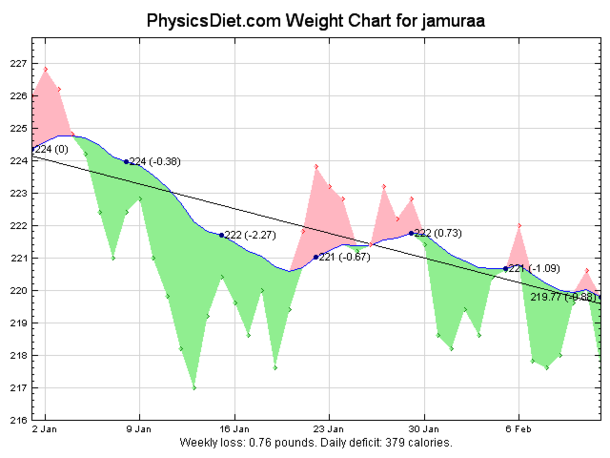 PhysicsDiet.com Weight Chart for jamuraa
227
226
225
224
223
222
221
220
219
218
217
216
224 (0)
224 (-0.38)
222 (-2.27)
221 (-0.67)
222 (0.73)
221 (-1.09)
219.77 (-0.88)
2 Jan
9 Jan
16 Jan
23 Jan
30 Jan
6 Feb
Weekly loss: 0.76 pounds. Daily deficit: 379 calories.